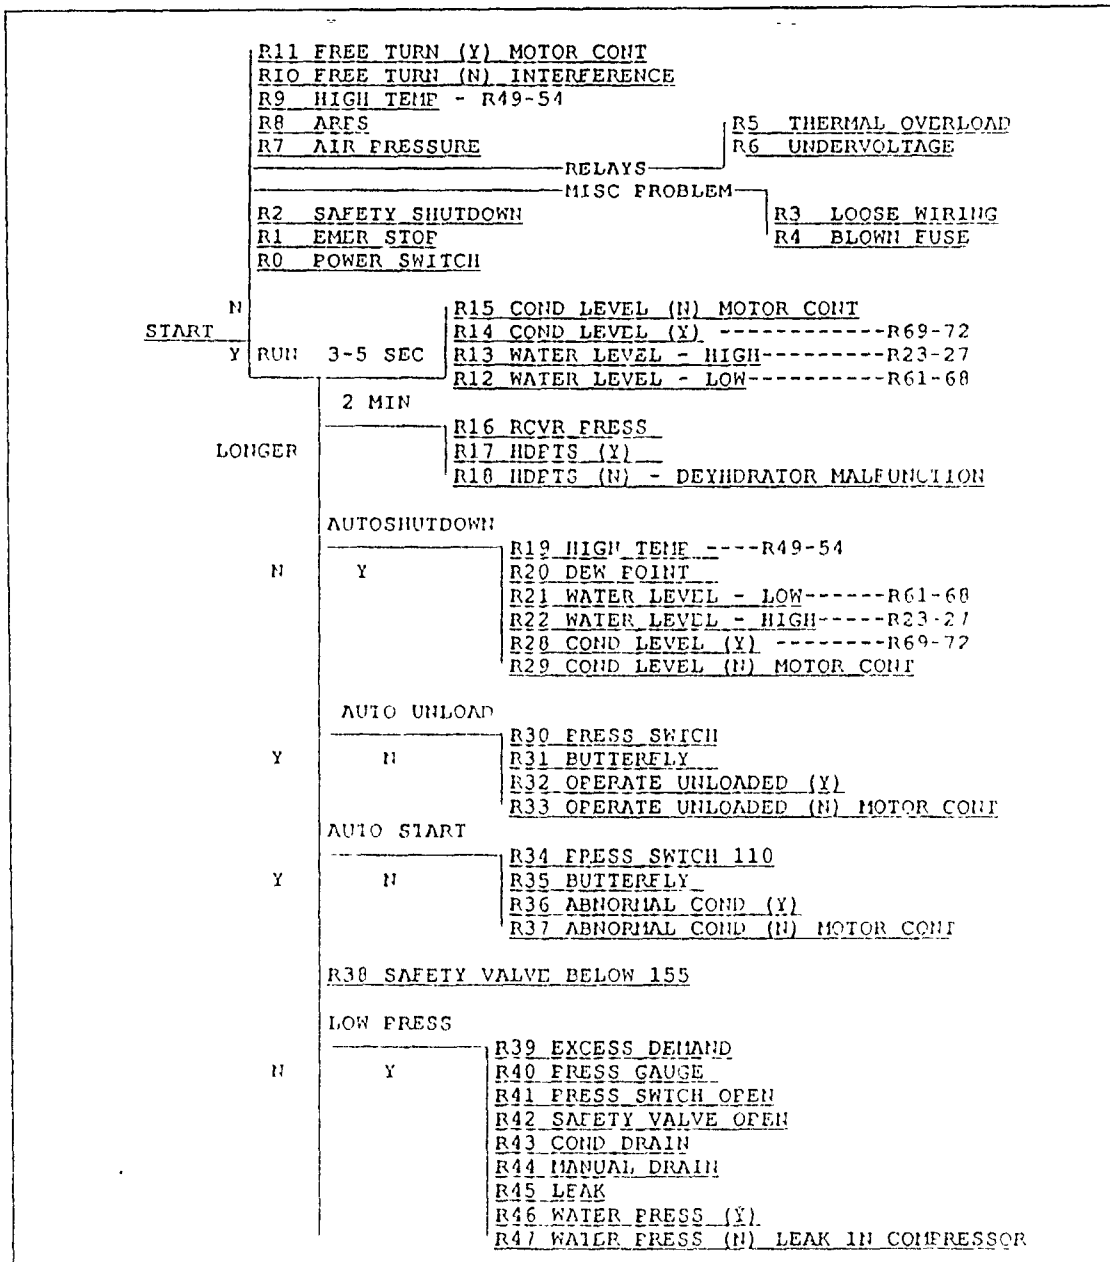 R11 FREE TURN (Y) MOTOR CONT
R10 FREE TURN (N) INTERFERENCE
R9 HIGH TEMP - R49-54
R8 APFS
R7 AIR PRESSURE
R5 THERMAL OVERLOAD
R6 UNDERVOLTAGE
RELAYS
MISC PROBLEM
R2 SAFETY SHUTDOWN
R3 LOOSE WIRING
R1 EMER STOP
R4 BLOWN FUSE
R0 POWER SWITCH
N
R15 COND LEVEL (N) MOTOR CONT
START
R14 COND LEVEL (Y) ------------R69-72
Y RUN 3-5 SEC R13 WATER LEVEL - HIGH---------R23-27
R12 WATER LEVEL - LOW----------R61-68
2 MIN
R16 RCVR PRESS
LONGER R17 HDPTS (Y)
R18 HDPTS (N) - DEYHDRATOR MALFUNCTION
AUTOSHUTDOWN
R19 HIGH TEMP ----R49-54
N Y R20 DEW POINT
R21 WATER LEVEL - LOW------R61-68
R22 WATER LEVEL - HIGH-----R23-27
R28 COND LEVEL (Y) --------R69-72
R29 COND LEVEL (N) MOTOR CONT
AUTO UNLOAD
R30 PRESS SWTCH
Y N R31 BUTTERFLY
R32 OPERATE UNLOADED (Y)
R33 OPERATE UNLOADED (N) MOTOR CONT
AUTO START
R34 PRESS SWTCH 110
Y N R35 BUTTERFLY
R36 ABNORMAL COND (Y)
R37 ABNORMAL COND (N) MOTOR CONT
R38 SAFETY VALVE BELOW 155
LOW PRESS
R39 EXCESS DEMAND
N Y R40 PRESS GAUGE
R41 PRESS SWTCH OPEN
R42 SAFETY VALVE OPEN
R43 COND DRAIN
R44 MANUAL DRAIN
R45 LEAK
R46 WATER PRESS (Y)
R47 WATER PRESS (N) LEAK IN COMPRESSOR